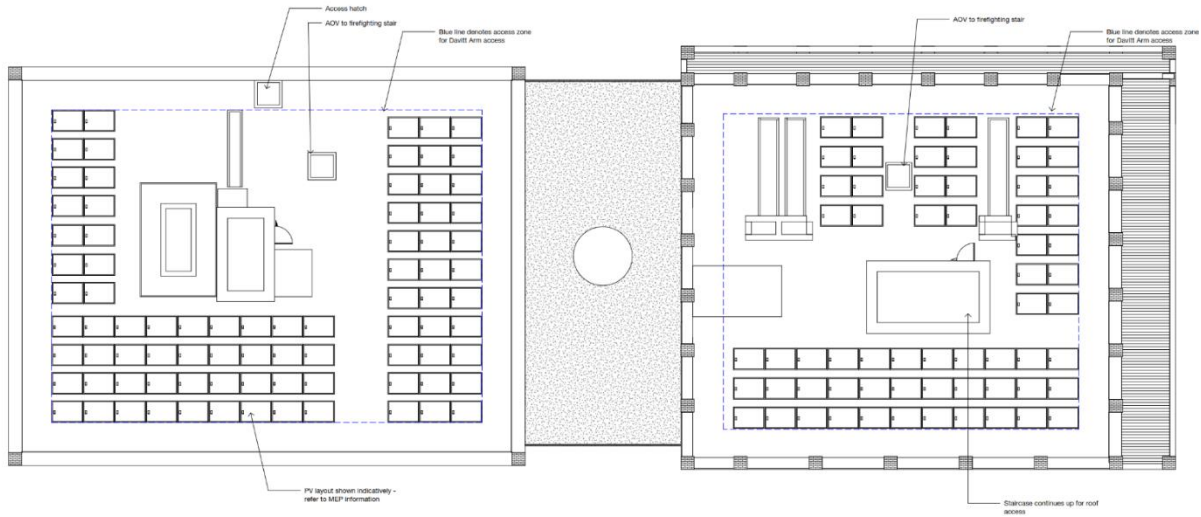 Access hatch
AOV to firefighting stair
Blue line denotes access zone
for Davitt Arm access
AOV to firefighting stair
Blue line denotes access zone
for Davitt Arm access
PV layout shown indicatively -
refer to MEP information
Staircase continues up for roof
access